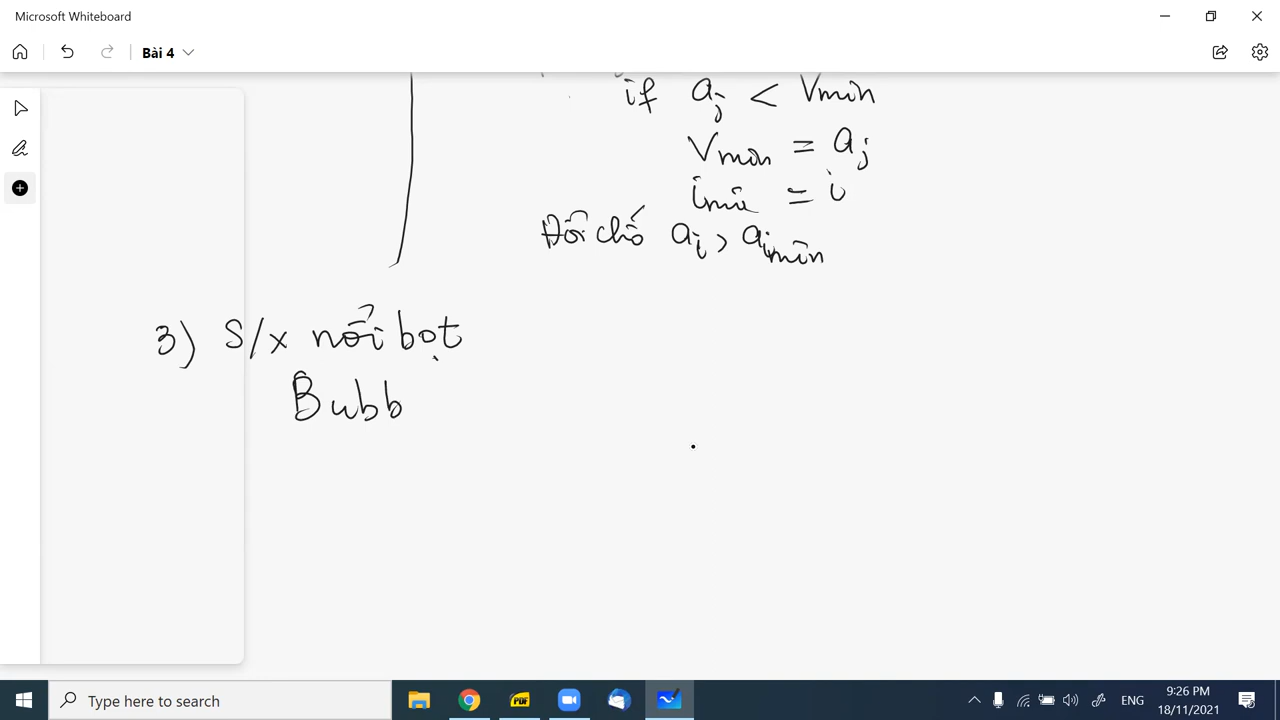 Microsoft Whiteboard
Bài 4
if aj < Vmin
Vmin = aj
imin = i
Đổi chỗ ai, aimin
3) S/x nổi bọt
Bubb
Type here to search
PDF
ENG
9:26 PM
18/11/2021